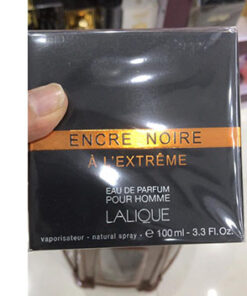 ENCRE NOIRE
À L'EXTRÊME
EAU DE PARFUM
POUR HOMME
LALIQUE
vaporisateur - natural spray - e 100 ml - 3.3 Fl. Oz.